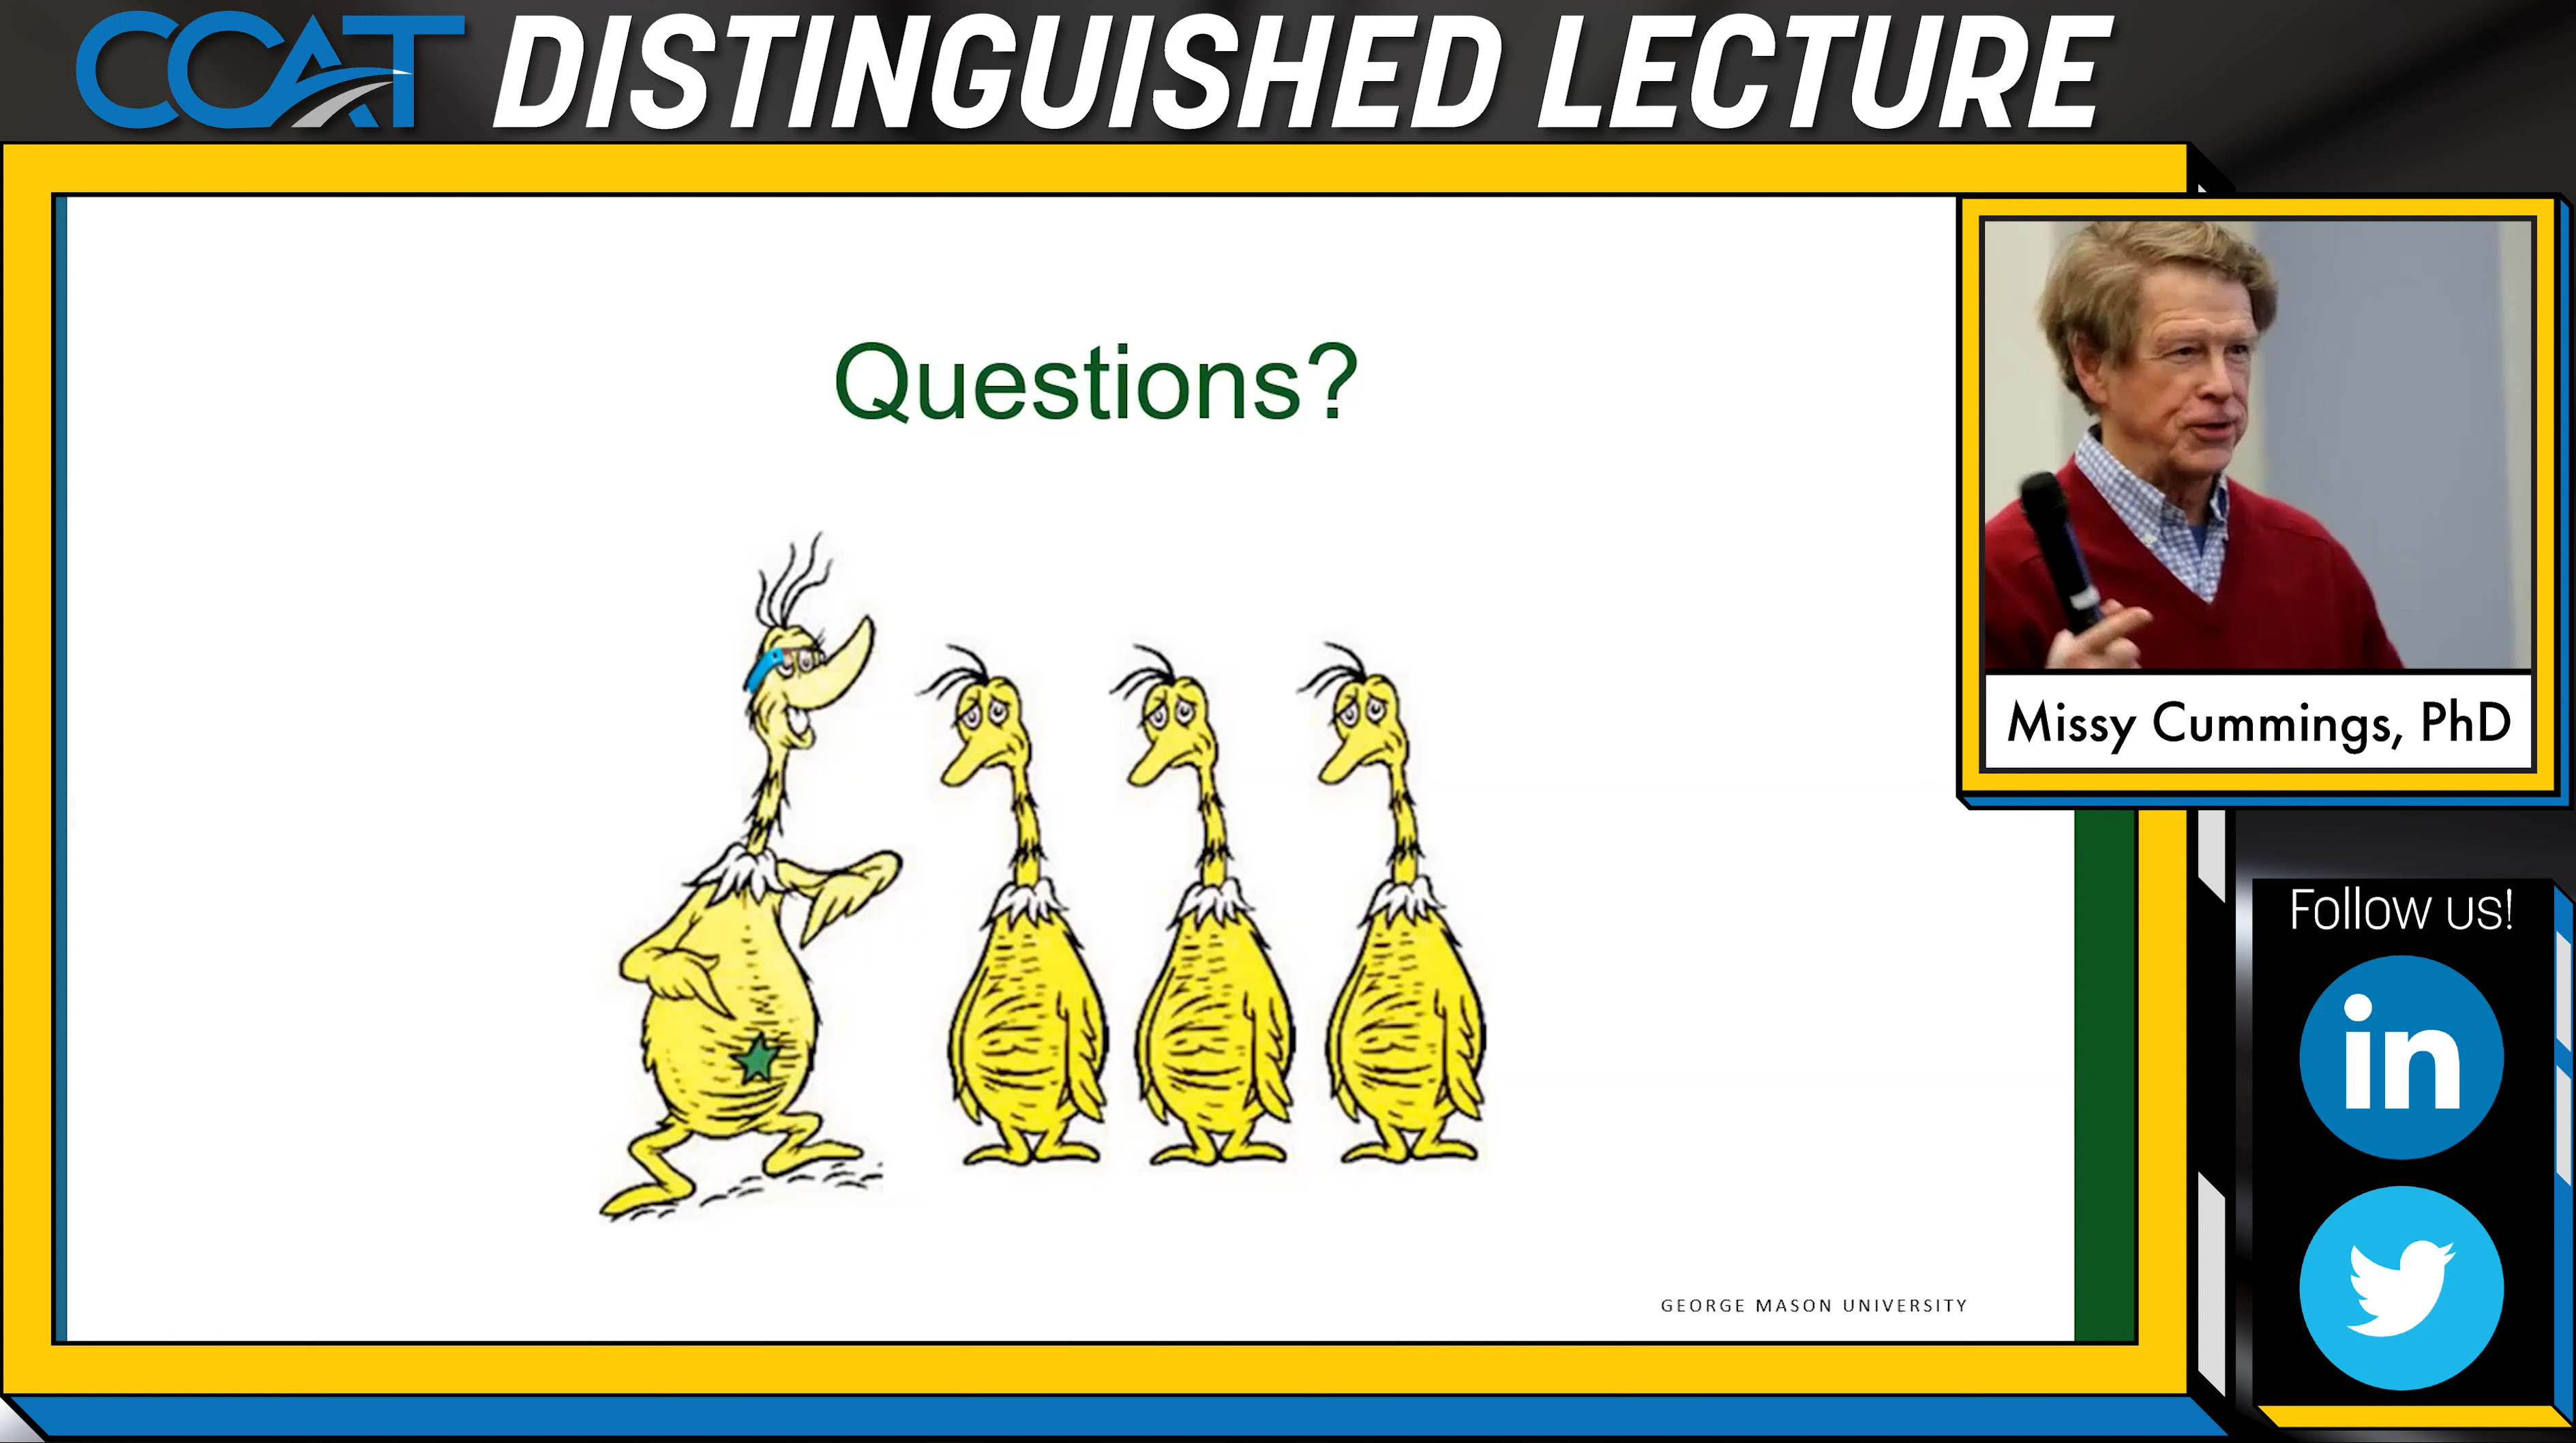 CCAT DISTINGUISHED LECTURE
Questions?
Missy Cummings, PhD
Follow us!
in
GEORGE MASON UNIVERSITY